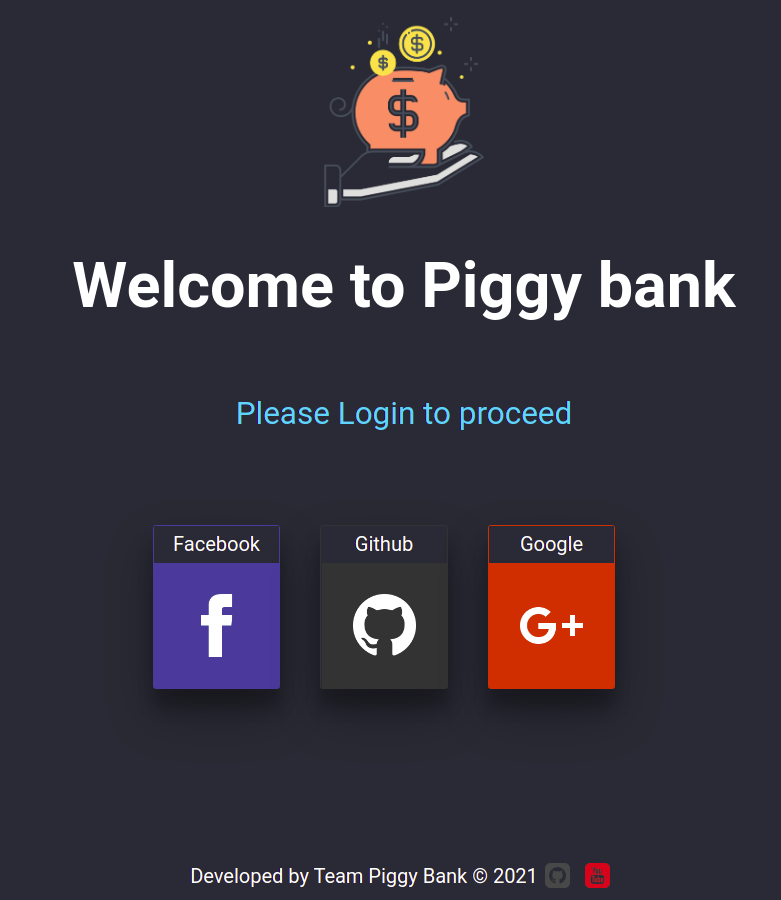 Welcome to Piggy bank
Please Login to proceed
Facebook
Github
Google
G+
Developed by Team Piggy Bank © 2021